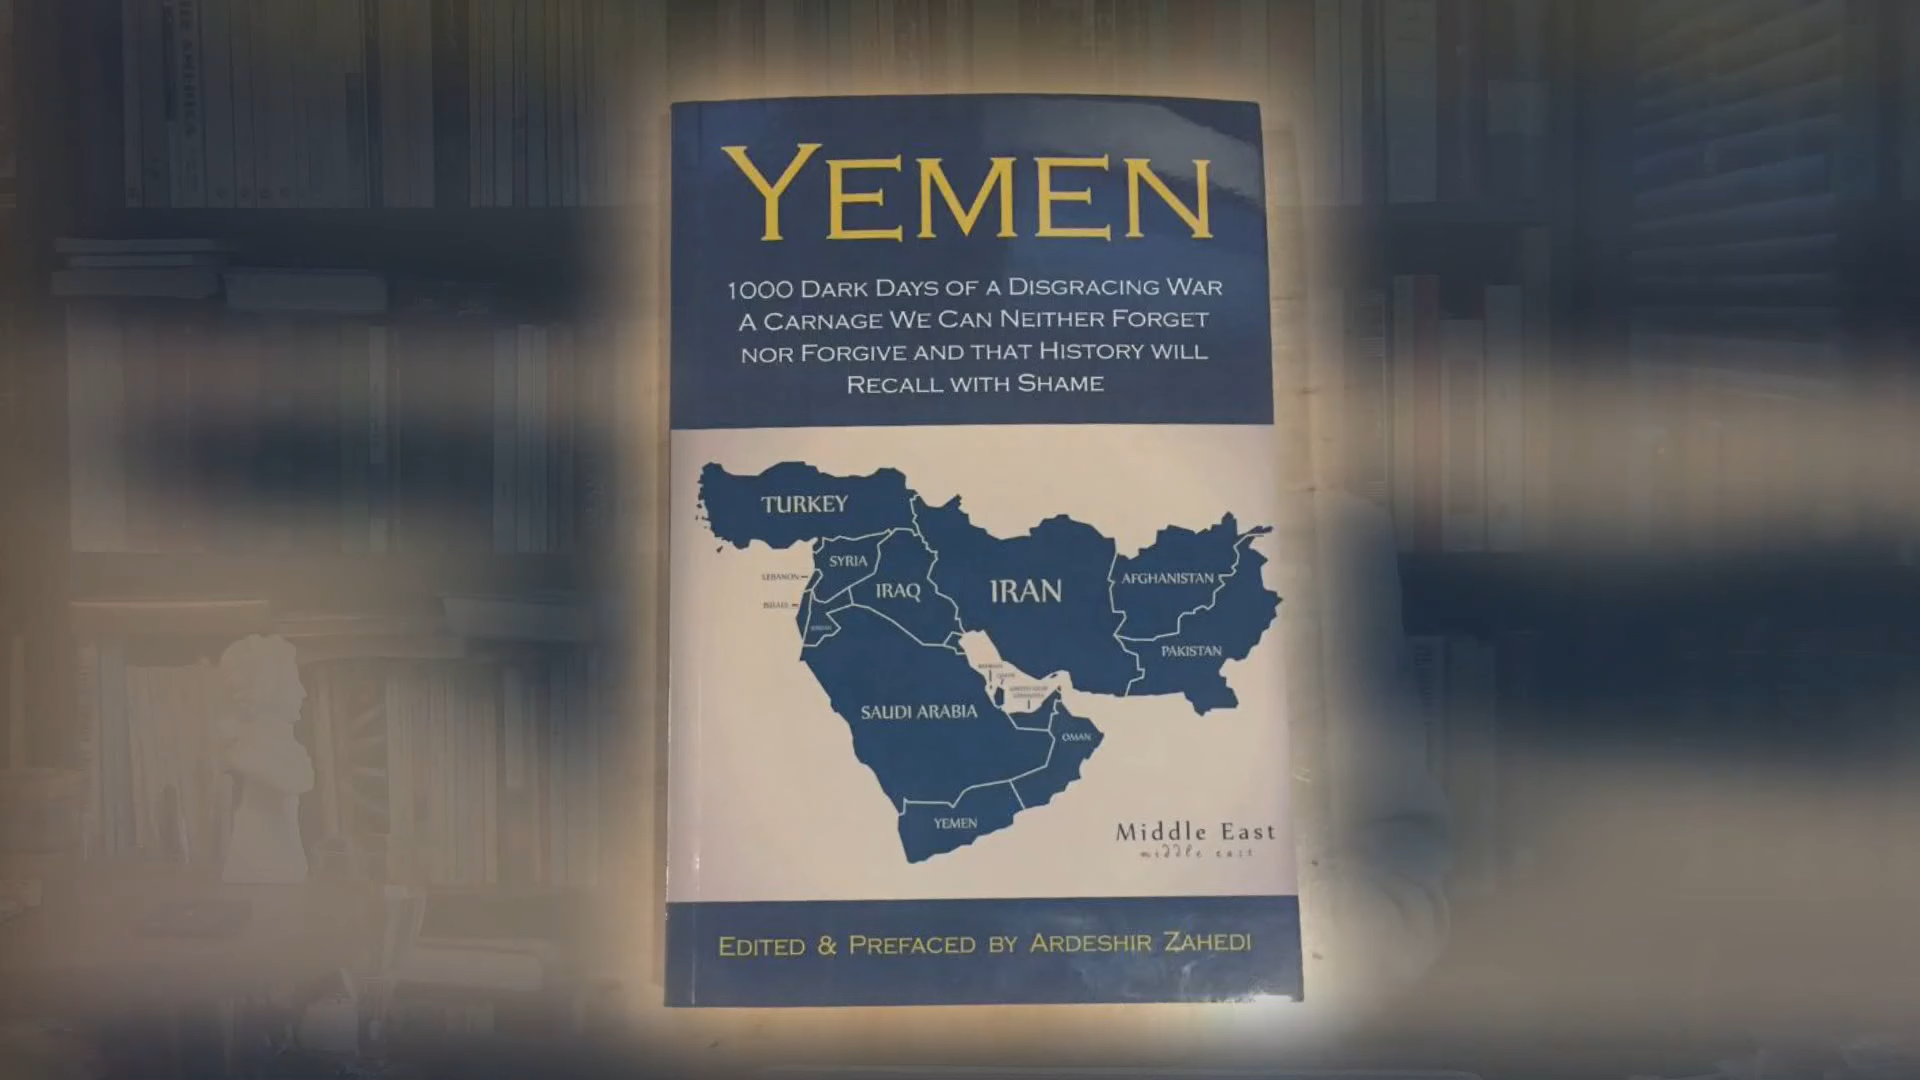 YEMEN
1000 DARK DAYS OF A DISGRACING WAR
A CARNAGE WE CAN NEITHER FORGET
NOR FORGIVE AND THAT HISTORY WILL
RECALL WITH SHAME
TURKEY
SYRIA
LEBANON
IRAQ
IRAN
AFGHANISTAN
ISRAEL
PAKISTAN
SAUDI ARABIA
OMAN
YEMEN
Middle East
middle east
EDITED & PREFACED BY ARDESHIR ZAHEDI